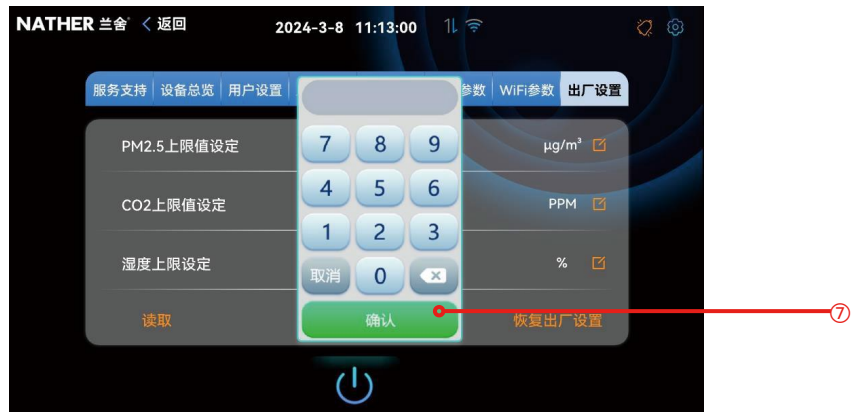 NATHER 兰舍 < 返回 2024-3-8 11:13:00
服务支持 设备总览 用户设置 参数 WiFi参数 出厂设置
PM2.5上限值设定 μg/m³
CO2上限值设定 PPM
湿度上限设定 %
读取 恢复出厂设置
7 8 9
4 5 6
1 2 3
取消 0
确认
⑦